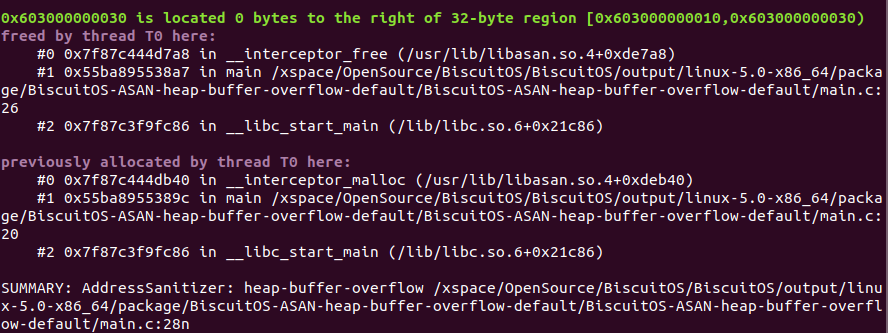 0x603000000030 is located 0 bytes to the right of 32-byte region [0x603000000010,0x603000000030)
freed by thread T0 here:
    #0 0x7f87c444d7a8 in __interceptor_free (/usr/lib/libasan.so.4+0xde7a8)
    #1 0x55ba895538a7 in main /xspace/OpenSource/BiscuitOS/BiscuitOS/output/linux-5.0-x86_64/packa
ge/BiscuitOS-ASAN-heap-buffer-overflow-default/BiscuitOS-ASAN-heap-buffer-overflow-default/main.c:
26
    #2 0x7f87c3f9fc86 in __libc_start_main (/lib/libc.so.6+0x21c86)

previously allocated by thread T0 here:
    #0 0x7f87c444db40 in __interceptor_malloc (/usr/lib/libasan.so.4+0xdeb40)
    #1 0x55ba8955389c in main /xspace/OpenSource/BiscuitOS/BiscuitOS/output/linux-5.0-x86_64/packa
ge/BiscuitOS-ASAN-heap-buffer-overflow-default/BiscuitOS-ASAN-heap-buffer-overflow-default/main.c:
20
    #2 0x7f87c3f9fc86 in __libc_start_main (/lib/libc.so.6+0x21c86)

SUMMARY: AddressSanitizer: heap-buffer-overflow /xspace/OpenSource/BiscuitOS/BiscuitOS/output/linu
x-5.0-x86_64/package/BiscuitOS-ASAN-heap-buffer-overflow-default/BiscuitOS-ASAN-heap-buffer-overfl
ow-default/main.c:28n